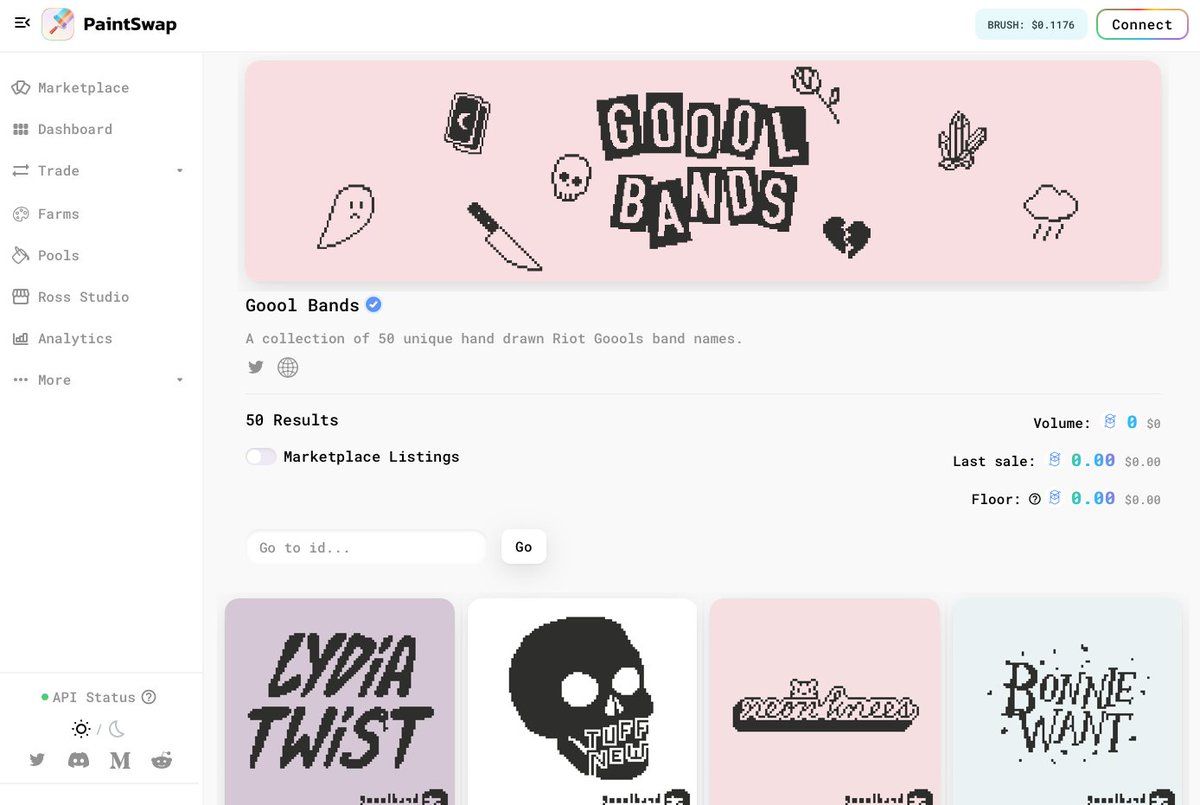 PaintSwap
BRUSH: $0.1176
Connect
Marketplace
Dashboard
Trade
Farms
Pools
Ross Studio
Analytics
More
API Status
/
GOOOL
BANDS
Goool Bands
A collection of 50 unique hand drawn Riot Goools band names.
50 Results
Marketplace Listings
Volume: 0 $0
Last sale: 0.00 $0.00
Floor: 0.00 $0.00
Go to id...
Go
LYDIA
TWIST
TUFF
NEW
neon knees
BONNIE
WANT